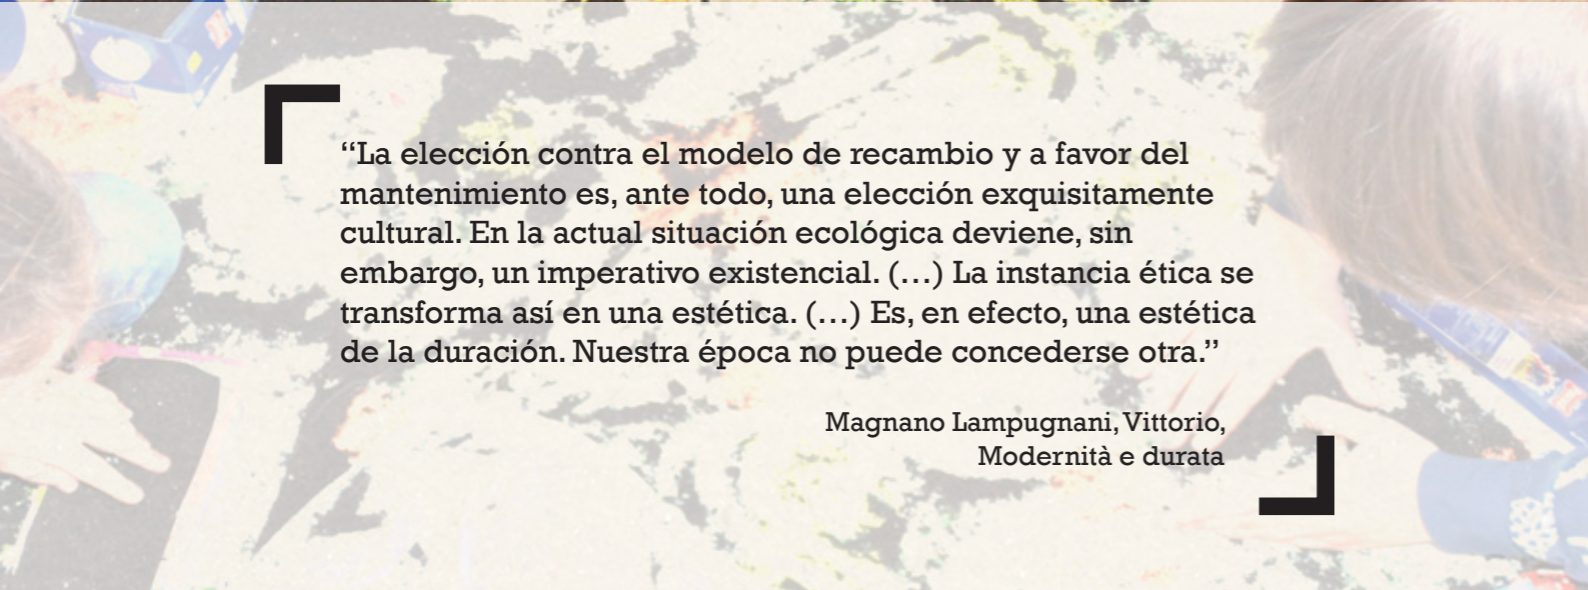 “La elección contra el modelo de recambio y a favor del
mantenimiento es, ante todo, una elección exquisitamente
cultural. En la actual situación ecológica deviene, sin
embargo, un imperativo existencial. (…) La instancia ética se
transforma así en una estética. (…) Es, en efecto, una estética
de la duración. Nuestra época no puede concederse otra.”
Magnano Lampugnani, Vittorio,
Modernità e durata